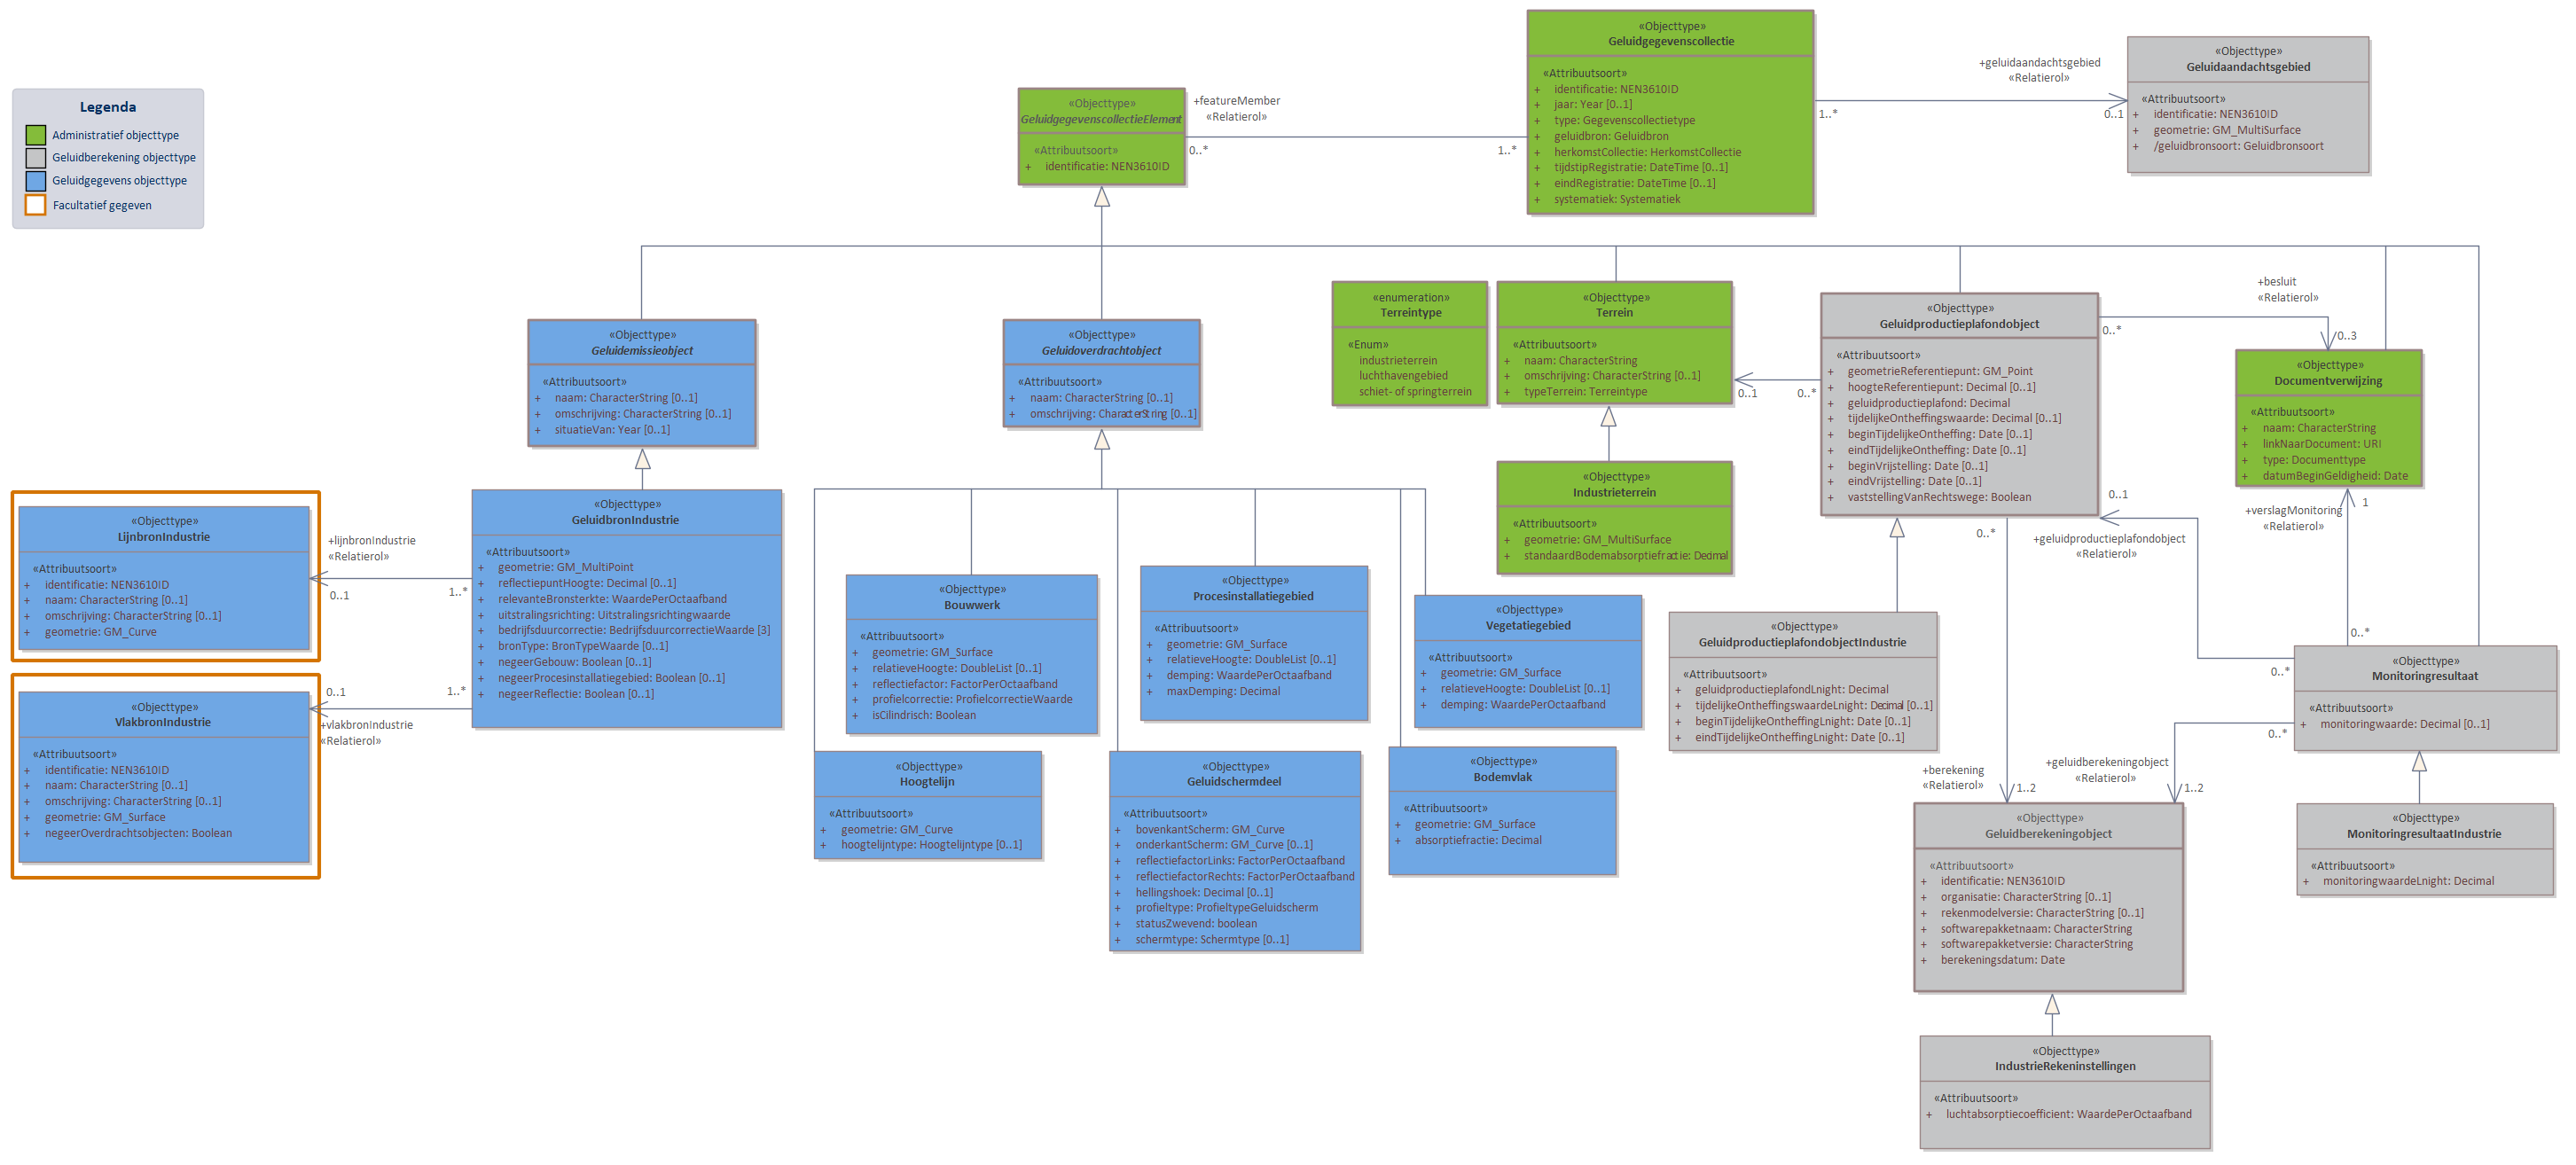 Legenda
Administratief objecttype
Geluidberekening objecttype
Geluidgegevens objecttype
Facultatief gegeven
«Objecttype»
GeluidgegevenscollectieElement
«Attribuutsoort»
+ identificatie: NEN3610ID
+featureMember
«Relatierol»
0..*
1..*
«Objecttype»
Geluidgegevenscollectie
«Attribuutsoort»
+ identificatie: NEN3610ID
+ jaar: Year [0..1]
+ type: Gegevenscollectietype
+ geluidbron: Geluidbron
+ herkomstCollectie: HerkomstCollectie
+ tijdstipRegistratie: DateTime [0..1]
+ eindRegistratie: DateTime [0..1]
+ systematiek: Systematiek
+geluidaandachtsgebied
«Relatierol»
1..*
0..1
«Objecttype»
Geluidaandachtsgebied
«Attribuutsoort»
+ identificatie: NEN3610ID
+ geometrie: GM_MultiSurface
+ /geluidbronsoort: Geluidbronsoort
«Objecttype»
Geluidemissieobject
«Attribuutsoort»
+ naam: CharacterString [0..1]
+ omschrijving: CharacterString [0..1]
+ situatieVan: Year [0..1]
«Objecttype»
Geluidoverdrachtobject
«Attribuutsoort»
+ naam: CharacterString [0..1]
+ omschrijving: CharacterString [0..1]
«enumeration»
Terreintype
«Enum»
industrieterrein
luchthavengebied
schiet- of springterrein
«Objecttype»
Terrein
«Attribuutsoort»
+ naam: CharacterString
+ omschrijving: CharacterString [0..1]
+ typeTerrein: Terreintype
0..1
0..*
«Objecttype»
Geluidproductieplafondobject
«Attribuutsoort»
+ geometrieReferentiepunt: GM_Point
+ hoogteReferentiepunt: Decimal [0..1]
+ geluidproductieplafond: Decimal
+ tijdelijkeOntheffingswaarde: Decimal [0..1]
+ beginTijdelijkeOntheffing: Date [0..1]
+ eindTijdelijkeOntheffing: Date [0..1]
+ beginVrijstelling: Date [0..1]
+ eindVrijstelling: Date [0..1]
+ vaststellingVanRechtswege: Boolean
+besluit
«Relatierol»
0..*
0..3
«Objecttype»
Documentverwijzing
«Attribuutsoort»
+ naam: CharacterString
+ linkNaarDocument: URI
+ type: Documenttype
+ datumBeginGeldigheid: Date
«Objecttype»
LijnbronIndustrie
«Attribuutsoort»
+ identificatie: NEN3610ID
+ naam: CharacterString [0..1]
+ omschrijving: CharacterString [0..1]
+ geometrie: GM_Curve
+lijnbronIndustrie
«Relatierol»
0..1
1..*
«Objecttype»
GeluidbronIndustrie
«Attribuutsoort»
+ geometrie: GM_MultiPoint
+ reflectiepuntHoogte: Decimal [0..1]
+ relevanteBronsterkte: WaardePerOctaafband
+ uitstralingsrichting: Uitstralingsrichtingwaarde
+ bedrijfsduurcorrectie: BedrijfsduurcorrectieWaarde [3]
+ bronType: BronTypeWaarde [0..1]
+ negeerGebouw: Boolean [0..1]
+ negeerProcesinstallatiegebied: Boolean [0..1]
+ negeerReflectie: Boolean [0..1]
«Objecttype»
VlakbronIndustrie
«Attribuutsoort»
+ identificatie: NEN3610ID
+ naam: CharacterString [0..1]
+ omschrijving: CharacterString [0..1]
+ geometrie: GM_Surface
+ negeerOverdrachtsobjecten: Boolean
0..1
1..*
+vlakbronIndustrie
«Relatierol»
«Objecttype»
Bouwwerk
«Attribuutsoort»
+ geometrie: GM_Surface
+ relatieveHoogte: DoubleList [0..1]
+ reflectiefactor: FactorPerOctaafband
+ profielcorrectie: ProfielcorrectieWaarde
+ isCilindrisch: Boolean
«Objecttype»
Procesinstallatiegebied
«Attribuutsoort»
+ geometrie: GM_Surface
+ relatieveHoogte: DoubleList [0..1]
+ demping: WaardePerOctaafband
+ maxDemping: Decimal
«Objecttype»
Vegetatiegebied
«Attribuutsoort»
+ geometrie: GM_Surface
+ relatieveHoogte: DoubleList [0..1]
+ demping: WaardePerOctaafband
«Objecttype»
Industrieterrein
«Attribuutsoort»
+ geometrie: GM_MultiSurface
+ standaardBodemabsorptiefractie: Decimal
«Objecttype»
GeluidproductieplafondobjectIndustrie
«Attribuutsoort»
+ geluidproductieplafondLnight: Decimal
+ tijdelijkeOntheffingswaardeLnight: Decimal [0..1]
+ beginTijdelijkeOntheffingLnight: Date [0..1]
+ eindTijdelijkeOntheffingLnight: Date [0..1]
0..*
0..1
+geluidproductieplafondobject
«Relatierol»
0..*
+verslagMonitoring
«Relatierol»
1
0..*
«Objecttype»
Monitoringresultaat
«Attribuutsoort»
+ monitoringwaarde: Decimal [0..1]
0..*
+geluidberekeningobject
«Relatierol»
1..2
+berekening
«Relatierol»
1..2
«Objecttype»
Hoogtelijn
«Attribuutsoort»
+ geometrie: GM_Curve
+ hoogtelijntype: Hoogtelijntype [0..1]
«Objecttype»
Geluidschermdeel
«Attribuutsoort»
+ bovenkantScherm: GM_Curve
+ onderkantScherm: GM_Curve [0..1]
+ reflectiefactorLinks: FactorPerOctaafband
+ reflectiefactorRechts: FactorPerOctaafband
+ hellingshoek: Decimal [0..1]
+ profieltype: ProfieltypeGeluidscherm
+ statusZwevend: boolean
+ schermtype: Schermtype [0..1]
«Objecttype»
Bodemvlak
«Attribuutsoort»
+ geometrie: GM_Surface
+ absorptiefractie: Decimal
«Objecttype»
Geluidberekeningobject
«Attribuutsoort»
+ identificatie: NEN3610ID
+ organisatie: CharacterString [0..1]
+ rekenmodelversie: CharacterString [0..1]
+ softwarepakketnaam: CharacterString
+ softwarepakketversie: CharacterString
+ berekeningsdatum: Date
«Objecttype»
MonitoringresultaatIndustrie
«Attribuutsoort»
+ monitoringwaardeLnight: Decimal
«Objecttype»
IndustrieRekeninstellingen
«Attribuutsoort»
+ luchtabsorptiecoefficient: WaardePerOctaafband